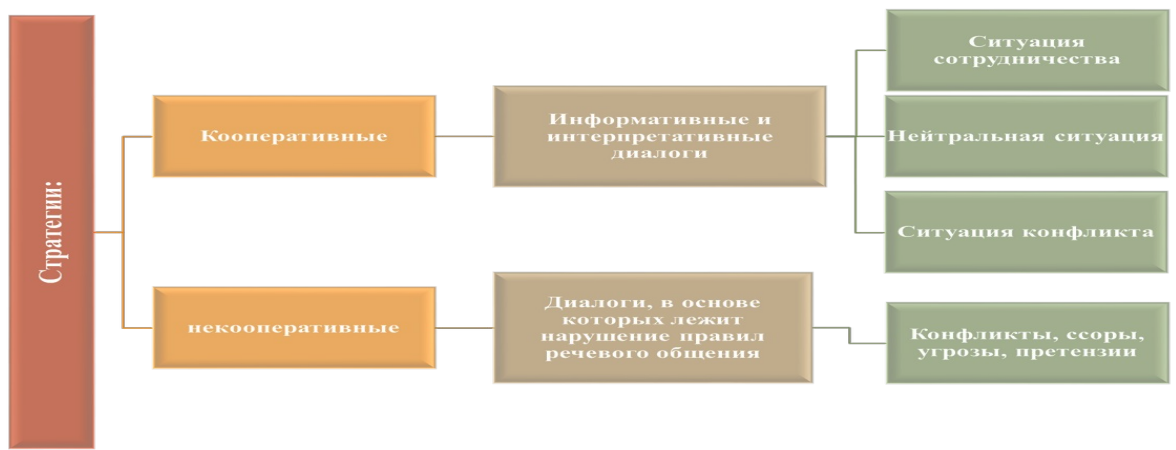 Стратегии:
Кооперативные
Информативные и
интерпретативные
диалоги
Ситуация
сотрудничества
Нейтральная ситуация
Ситуация конфликта
некооперативные
Диалоги, в основе
которых лежит
нарушение правил
речевого общения
Конфликты, ссоры,
угрозы, претензии